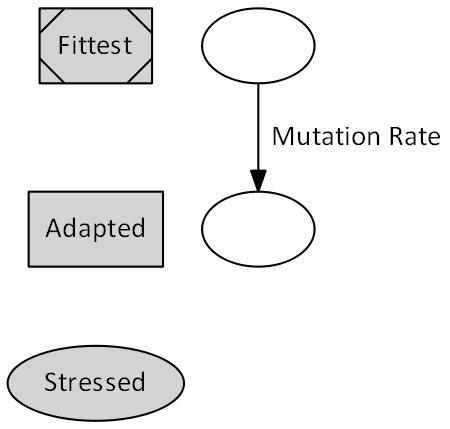 Fittest
Mutation Rate
Adapted
Stressed